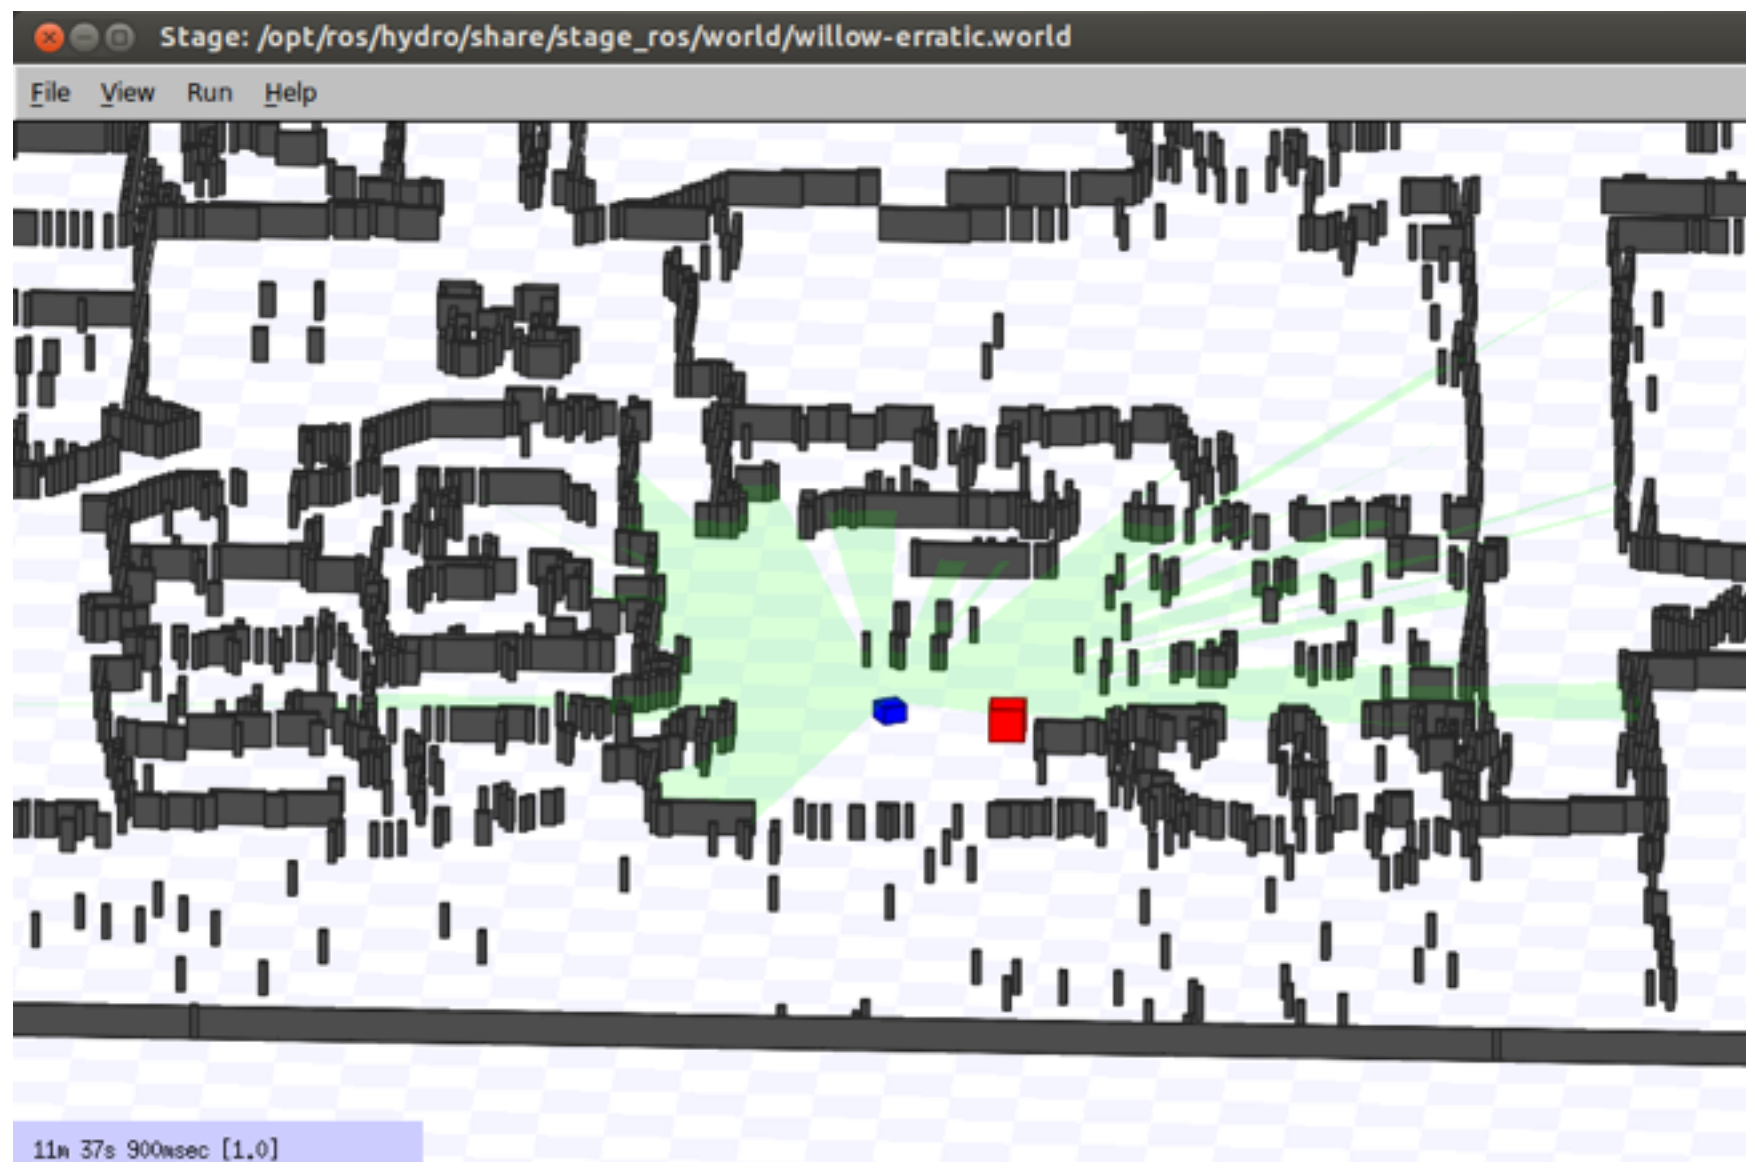 Stage: /opt/ros/hydro/share/stage_ros/world/willow-erratic.world
File View Run Help
11m 37s 900msec [1.0]